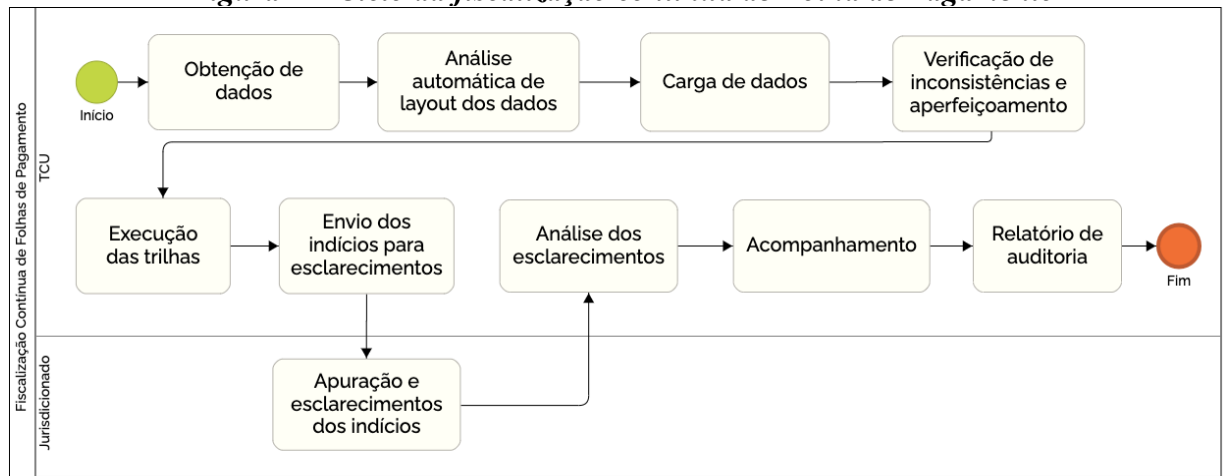 Fiscalização Contínua de Folhas de Pagamento
TCU
Início
Obtenção de
dados
Análise
automática de
layout dos dados
Carga de dados
Verificação de
inconsistências e
aperfeiçoamento
Execução
das trilhas
Envio dos
indícios para
esclarecimentos
Análise dos
esclarecimentos
Acompanhamento
Relatório de
auditoria
Fim
Jurisdicionado
Apuração e
esclarecimentos
dos indícios